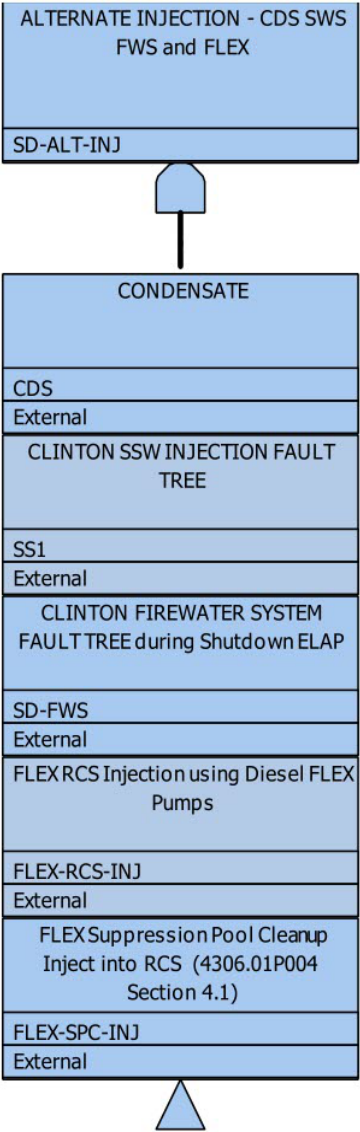 ALTERNATE INJECTION - CDS SWS
FWS and FLEX
SD-ALT-INJ
CONDENSATE
CDS
External
CLINTON SSW INJECTION FAULT
TREE
SS1
External
CLINTON FIREWATER SYSTEM
FAULT TREE during Shutdown ELAP
SD-FWS
External
FLEX RCS Injection using Diesel FLEX
Pumps
FLEX-RCS-INJ
External
FLEX Suppression Pool Cleanup
Inject into RCS (4306.01P004
Section 4.1)
FLEX-SPC-INJ
External